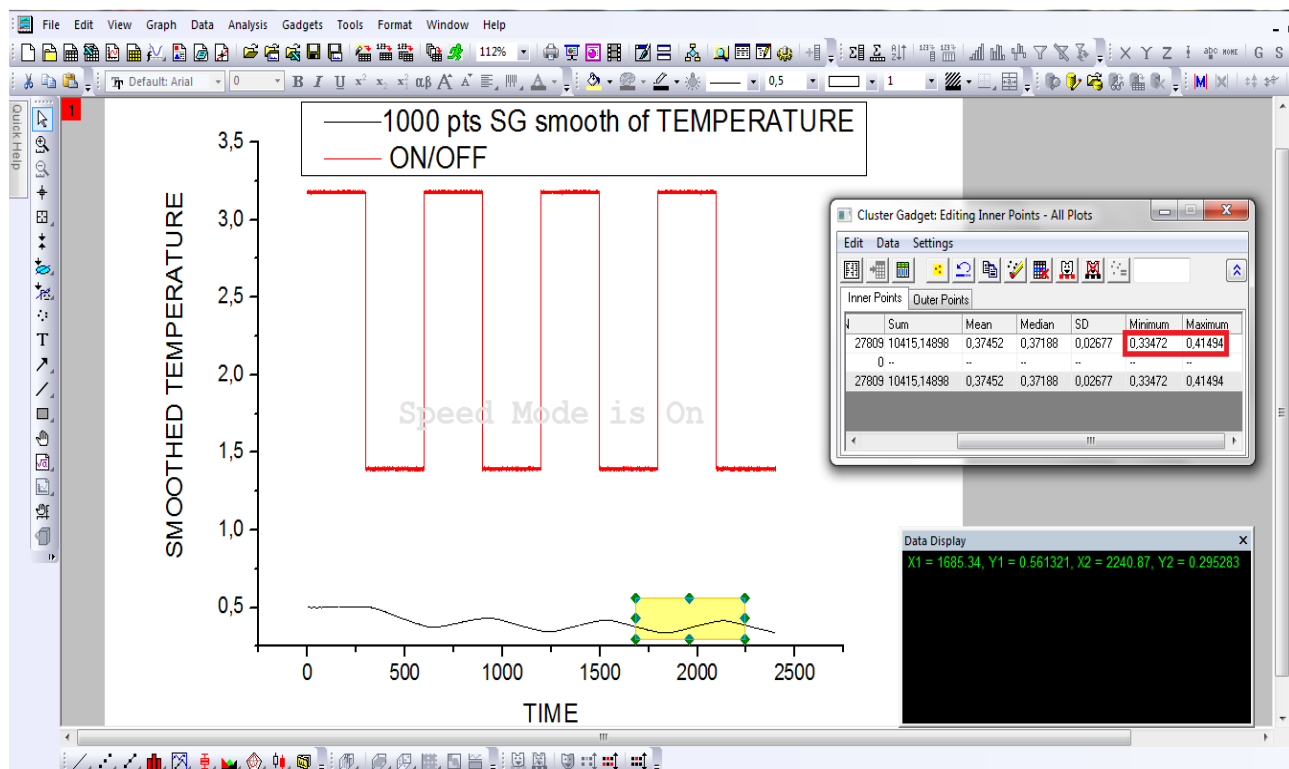 File Edit View Graph Data Analysis Gadgets Tools Format Window Help
112%
X Y Z
G S
Default: Arial 0 B I U x² x₂ αβ A A A 0,5 1 M X
Quick Help
1
1000 pts SG smooth of TEMPERATURE
ON/OFF
3,5
3,0
2,5
2,0
1,5
1,0
0,5
SMOOTHED TEMPERATURE
Speed Mode is On
0 500 1000 1500 2000 2500
TIME
T
Cluster Gadget: Editing Inner Points - All Plots
Edit Data Settings
Inner Points Outer Points
Sum Mean Median SD Minimum Maximum
27809 10415,14898 0,37452 0,37188 0,02677 0,33472 0,41494
0 -- -- -- -- -- --
27809 10415,14898 0,37452 0,37188 0,02677 0,33472 0,41494
Data Display X
X1 = 1685.34, Y1 = 0.561321, X2 = 2240.87, Y2 = 0.295283